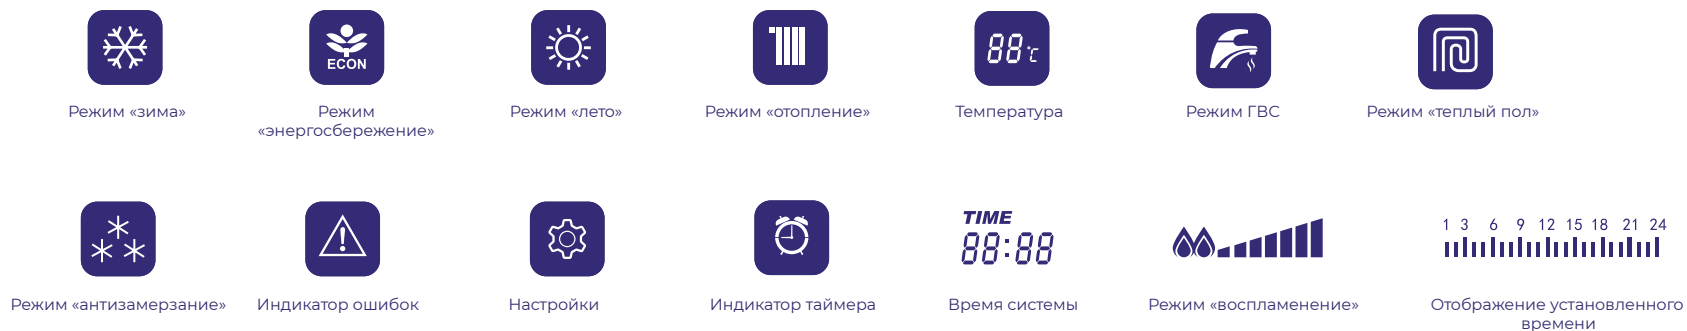 ECON
88°C
Режим «зима»
Режим
«энергосбережение»
Режим «лето»
Режим «отопление»
Температура
Режим ГВС
Режим «теплый пол»
TIME
88:88
1 3 6 9 12 15 18 21 24
Режим «антизамерзание»
Индикатор ошибок
Настройки
Индикатор таймера
Время системы
Режим «воспламенение»
Отображение установленного
времени